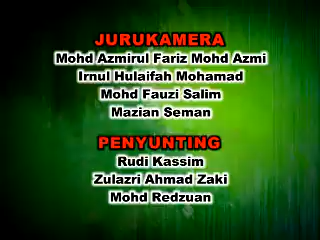 JURUKAMERA
Mohd Azmirul Fariz Mohd Azmi
Irnul Hulaifah Mohamad
Mohd Fauzi Salim
Mazian Seman
PENYUNTING
Rudi Kassim
Zulazri Ahmad Zaki
Mohd Redzuan